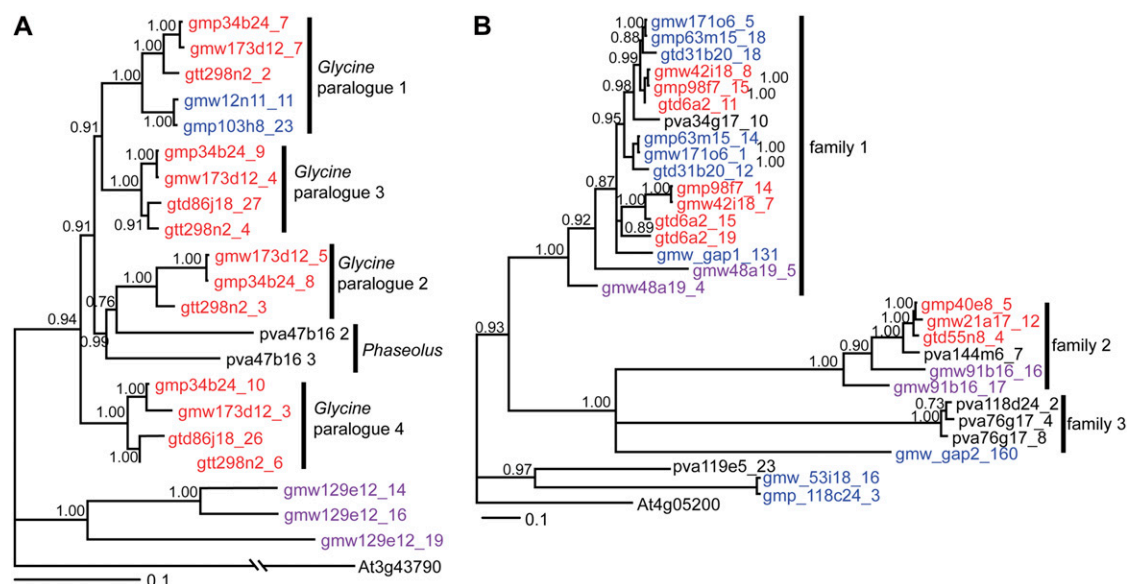 A
1.00
gmp34b24_7
1.00
gmw173d12_7
1.00
gtt298n2_2
gmw12n11_11
1.00
gmp103h8_23
Glycine
paralogue 1
0.91
1.00
gmp34b24_9
gmw173d12_4
1.00
gtd86j18_27
0.91
gtt298n2_4
Glycine
paralogue 3
0.91
gmw173d12_5
1.00
gmp34b24_8
1.00
gtt298n2_3
Glycine
paralogue 2
0.76
pva47b16 2
0.99
pva47b16 3
Phaseolus
0.94
1.00
gmp34b24_10
1.00
gmw173d12_3
gtd86j18_26
1.00
gtt298n2_6
Glycine
paralogue 4
gmw129e12_14
1.00
gmw129e12_16
1.00
gmw129e12_19
At3g43790
0.1
B
1.00
gmw171o6_5
0.88
gmp63m15_18
gtd31b20_18
0.99
gmw42i18_8
1.00
0.98
gmp98f7_15
1.00
gtd6a2_11
pva34g17_10
0.95
gmp63m15_14
1.00
gmw171o6_1
1.00
gtd31b20_12
0.87
1.00
gmp98f7_14
gmw42i18_7
1.00
gtd6a2_15
0.89
gtd6a2_19
0.92
gmw_gap1_131
gmw48a19_5
1.00
gmw48a19_4
family 1
0.93
1.00
gmp40e8_5
1.00
gmw21a17_12
1.00
gtd55n8_4
0.90
pva144m6_7
1.00
gmw91b16_16
gmw91b16_17
family 2
1.00
0.73
pva118d24_2
1.00
pva76g17_4
pva76g17_8
family 3
gmw_gap2_160
0.97
pva119e5_23
gmw_53i18_16
gmp_118c24_3
At4g05200
0.1